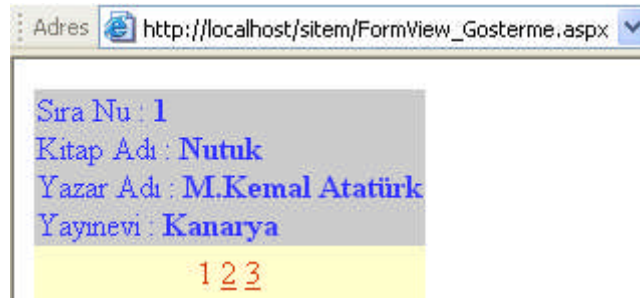 Adres http://localhost/sitem/FormView_Gosterme.aspx
Sıra Nu : 1
Kitap Adı : Nutuk
Yazar Adı : M.Kemal Atatürk
Yayınevi : Kanarya
1 2 3